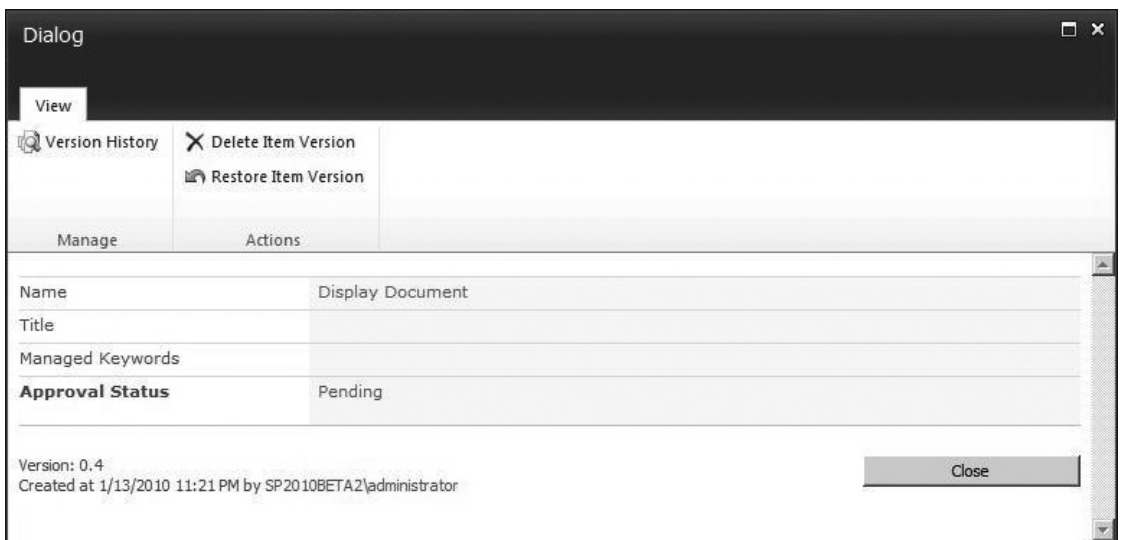 Dialog
View
Version History
Delete Item Version
Restore Item Version
Manage
Actions
Name Display Document
Title
Managed Keywords
Approval Status Pending
Version: 0.4
Created at 1/13/2010 11:21 PM by SP2010BETA2\administrator
Close